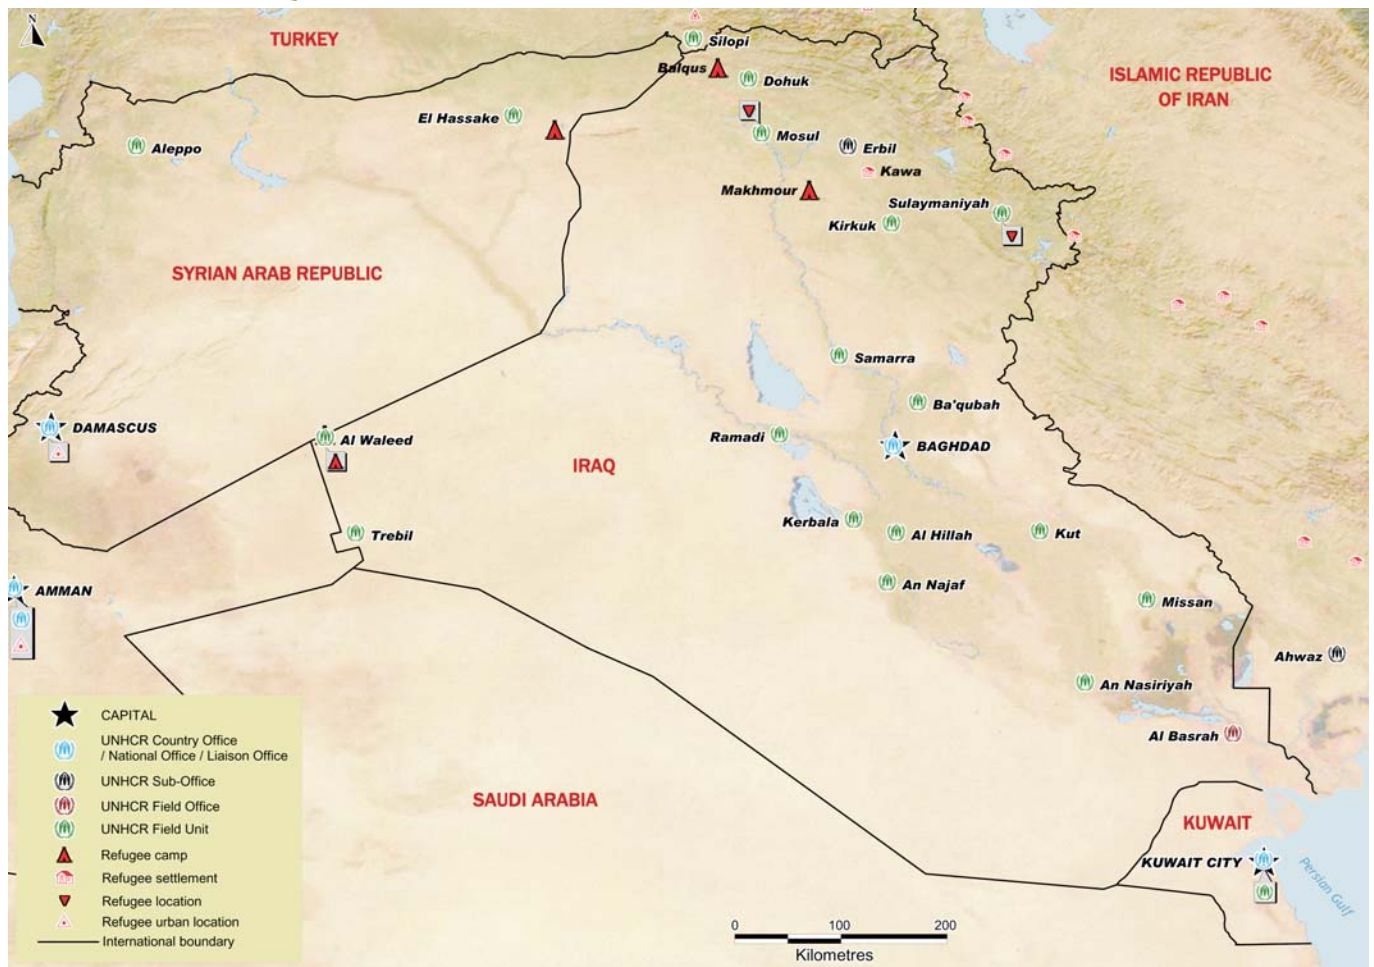 N
TURKEY
Silopi
Balqus
Dohuk
ISLAMIC REPUBLIC
OF IRAN
El Hassake
Aleppo
Mosul
Erbil
Kawa
Makhmour
Sulaymaniyah
Kirkuk
SYRIAN ARAB REPUBLIC
Samarra
Ba'qubah
DAMASCUS
Al Waleed
Ramadi
BAGHDAD
IRAQ
Kerbala
Trebil
Al Hillah
Kut
An Najaf
AMMAN
Missan
Ahwaz
An Nasiriyah
Al Basrah
CAPITAL
UNHCR Country Office
/ National Office / Liaison Office
UNHCR Sub-Office
UNHCR Field Office
UNHCR Field Unit
Refugee camp
Refugee settlement
Refugee location
Refugee urban location
International boundary
SAUDI ARABIA
KUWAIT
KUWAIT CITY
Persian Gulf
0 100 200
Kilometres